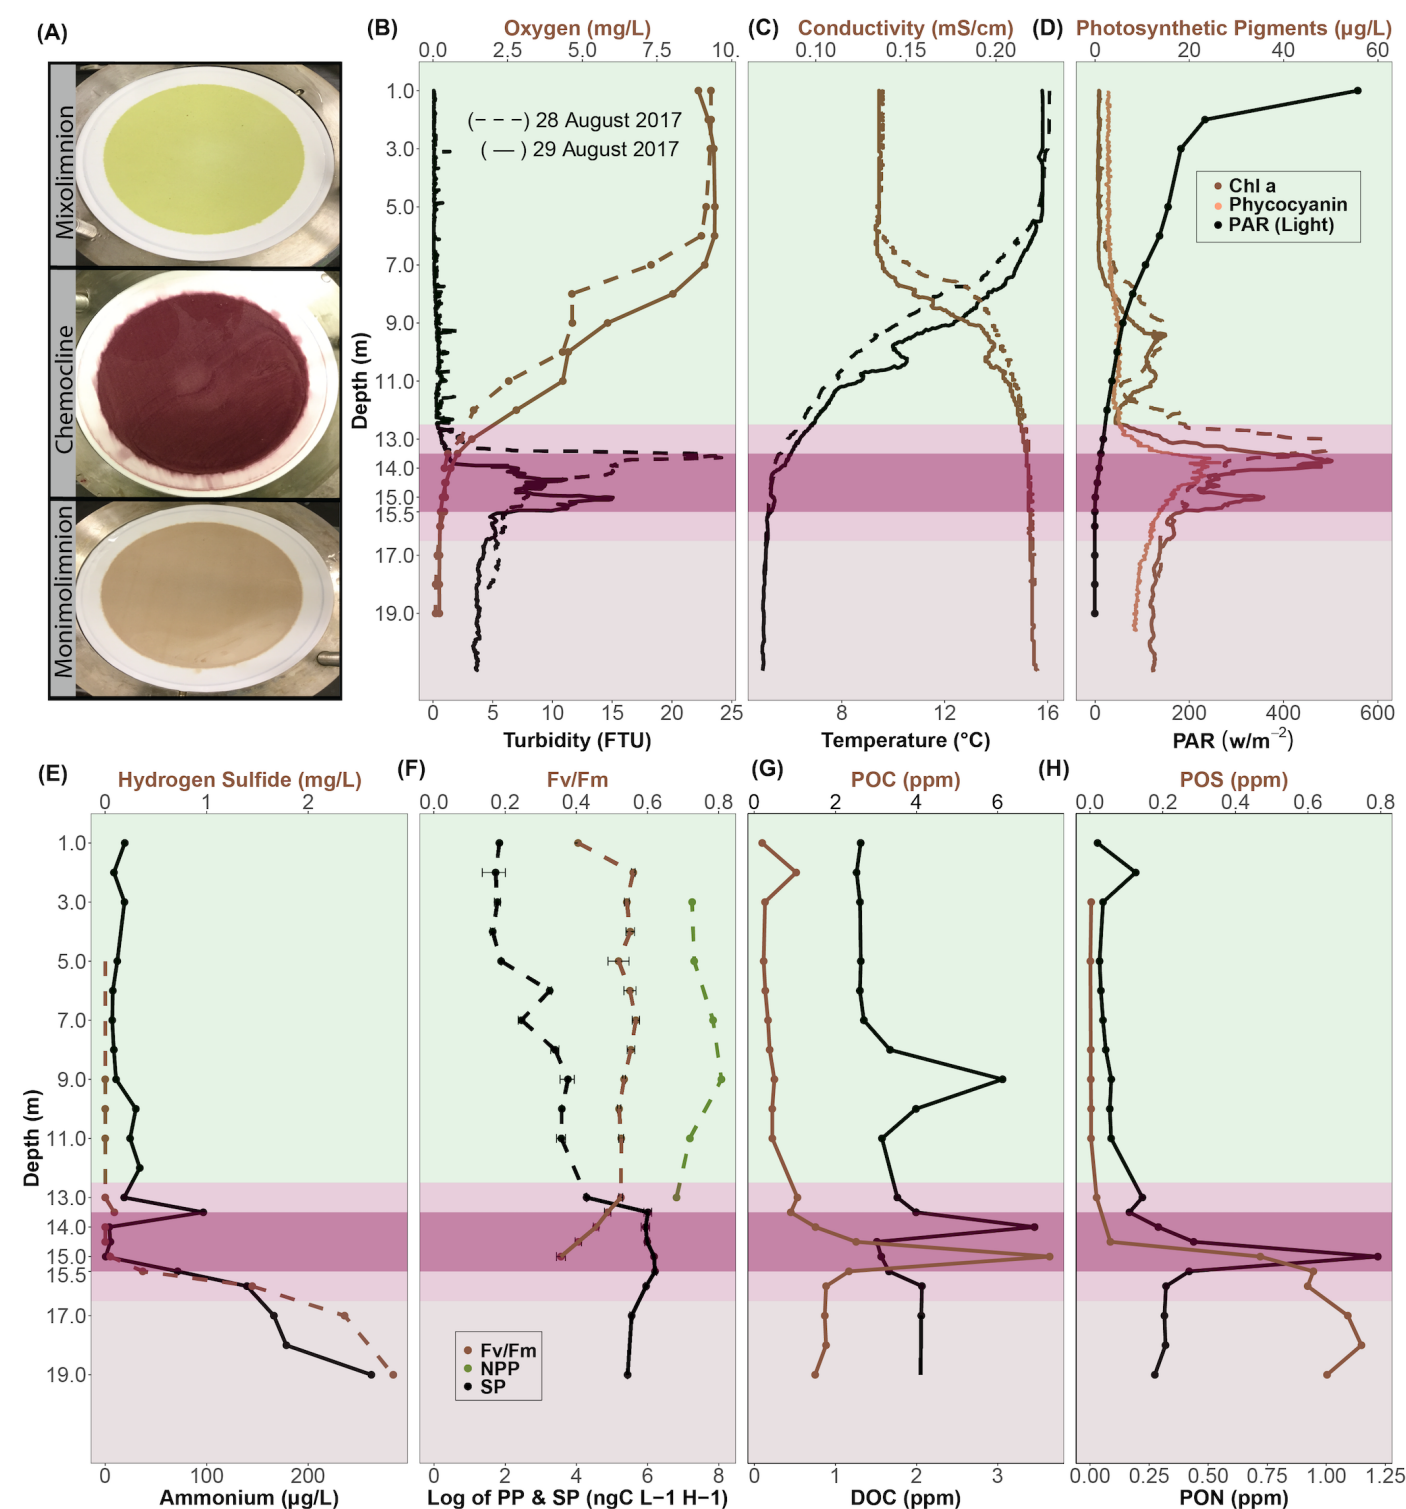 (A)
Mixolimnion
Chemocline
Monimolimnion
(B)
Oxygen (mg/L)
0.0 2.5 5.0 7.5 10.
(- - -) 28 August 2017
( — ) 29 August 2017
Depth (m)
1.0
3.0
5.0
7.0
9.0
11.0
13.0
14.0
15.0
15.5
17.0
19.0
0 5 10 15 20 25
Turbidity (FTU)
(C)
Conductivity (mS/cm)
0.10 0.15 0.20
8 12 16
Temperature (°C)
(D)
Photosynthetic Pigments (µg/L)
0 20 40 60
Chl a
Phycocyanin
PAR (Light)
0 200 400 600
PAR (w/m⁻²)
(E)
Hydrogen Sulfide (mg/L)
0 1 2
Depth (m)
1.0
3.0
5.0
7.0
9.0
11.0
13.0
14.0
15.0
15.5
17.0
19.0
0 100 200
Ammonium (µg/L)
(F)
Fv/Fm
0.0 0.2 0.4 0.6 0.8
Fv/Fm
NPP
SP
0 2 4 6 8
Log of PP & SP (ngC L−1 H−1)
(G)
POC (ppm)
0 2 4 6
0 1 2 3
DOC (ppm)
(H)
POS (ppm)
0.0 0.2 0.4 0.6 0.8
0.00 0.25 0.50 0.75 1.00 1.25
PON (ppm)